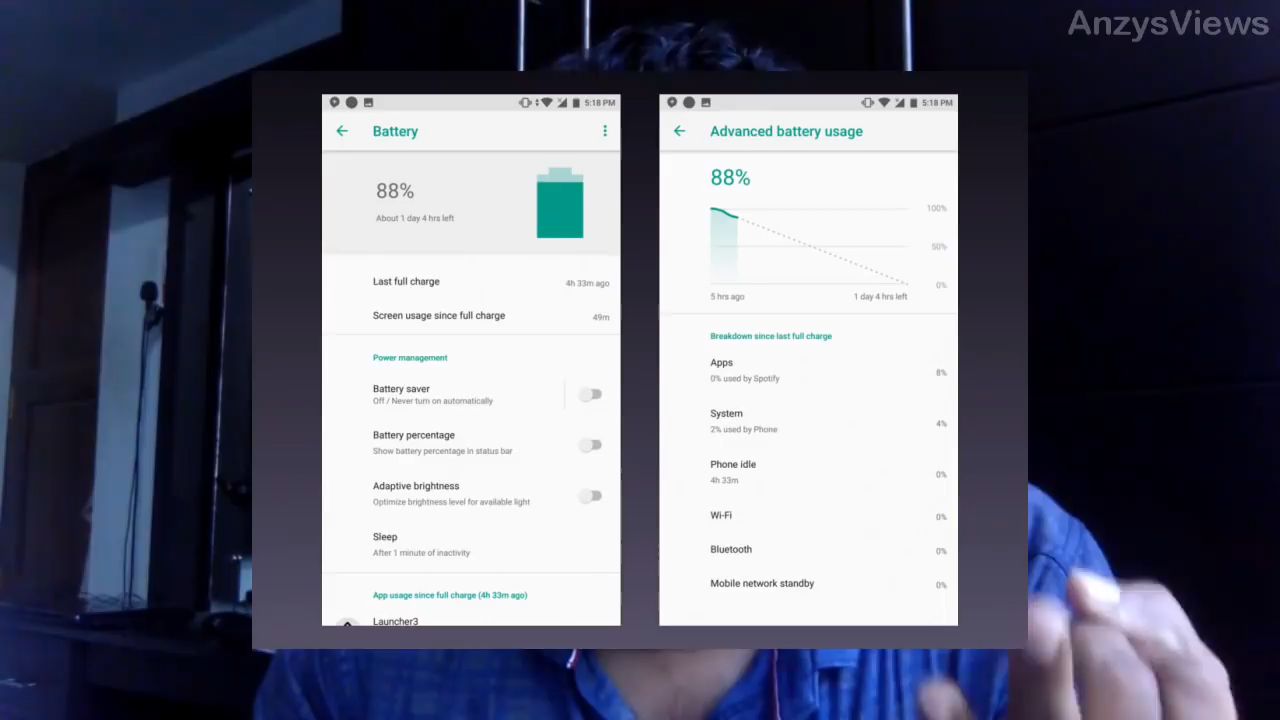 AnzysViews
5:18 PM
Battery
88%
About 1 day 4 hrs left
Last full charge
4h 33m ago
Screen usage since full charge
49m
Power management
Battery saver
Off / Never turn on automatically
Battery percentage
Show battery percentage in status bar
Adaptive brightness
Optimize brightness level for available light
Sleep
After 1 minute of inactivity
App usage since full charge (4h 33m ago)
Launcher3
5:18 PM
Advanced battery usage
88%
100%
50%
0%
5 hrs ago
1 day 4 hrs left
Breakdown since last full charge
Apps
8%
0% used by Spotify
System
4%
2% used by Phone
Phone idle
0%
4h 33m
Wi-Fi
0%
Bluetooth
0%
Mobile network standby
0%